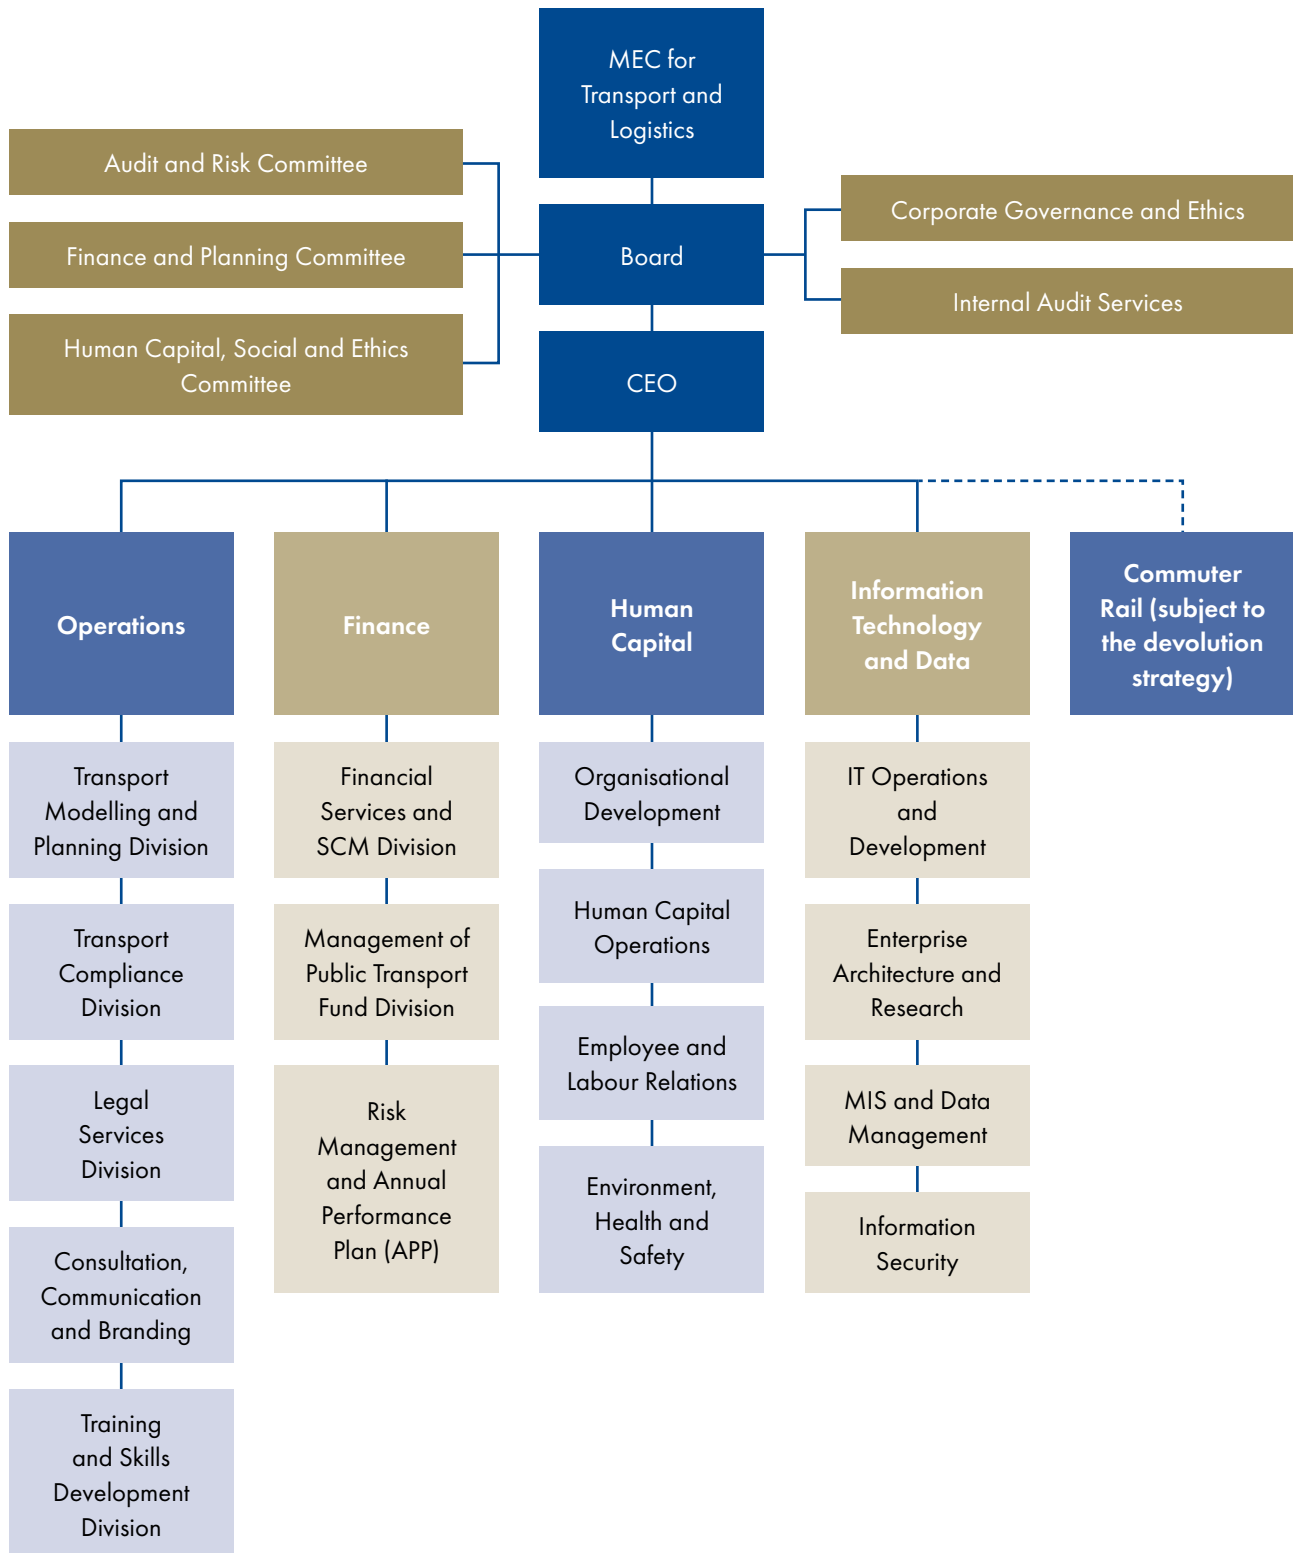 MEC for
Transport and
Logistics
Audit and Risk Committee
Finance and Planning Committee
Human Capital, Social and Ethics
Committee
Board
Corporate Governance and Ethics
Internal Audit Services
CEO
Operations
Finance
Human
Capital
Information
Technology
and Data
Commuter
Rail (subject to
the devolution
strategy)
Transport
Modelling and
Planning Division
Transport
Compliance
Division
Legal
Services
Division
Consultation,
Communication
and Branding
Training
and Skills
Development
Division
Financial
Services and
SCM Division
Management of
Public Transport
Fund Division
Risk
Management
and Annual
Performance
Plan (APP)
Organisational
Development
Human Capital
Operations
Employee and
Labour Relations
Environment,
Health and
Safety
IT Operations
and
Development
Enterprise
Architecture and
Research
MIS and Data
Management
Information
Security